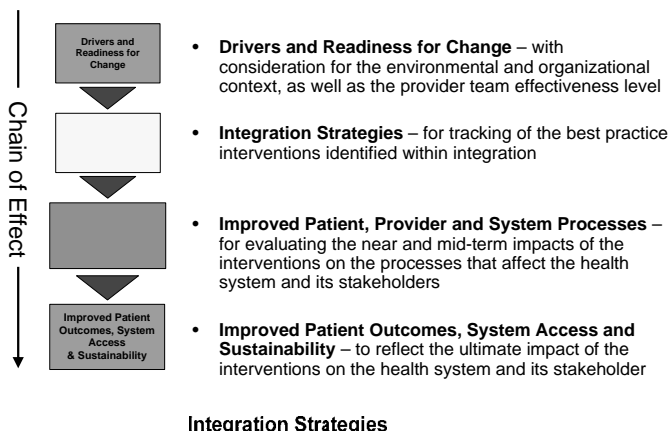 Chain of Effect
Drivers and
Readiness for
Change
• Drivers and Readiness for Change – with
consideration for the environmental and organizational
context, as well as the provider team effectiveness level
• Integration Strategies – for tracking of the best practice
interventions identified within integration
• Improved Patient, Provider and System Processes –
for evaluating the near and mid-term impacts of the
interventions on the processes that affect the health
system and its stakeholders
Improved Patient
Outcomes, System
Access
& Sustainability
• Improved Patient Outcomes, System Access and
Sustainability – to reflect the ultimate impact of the
interventions on the health system and its stakeholder
Integration Strategies